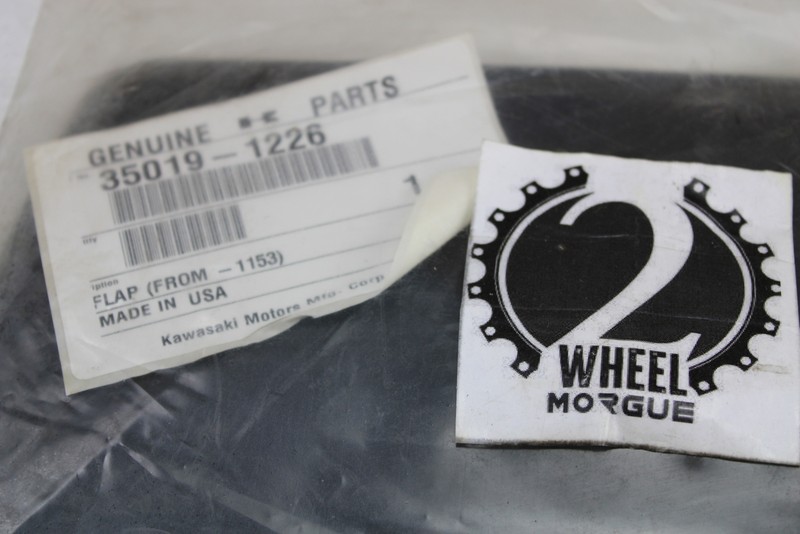 GENUINE PARTS
35019-1226
1
FLAP (FROM -1153)
MADE IN USA
Kawasaki Motors Mfg. Corp
2
WHEEL
MORGUE